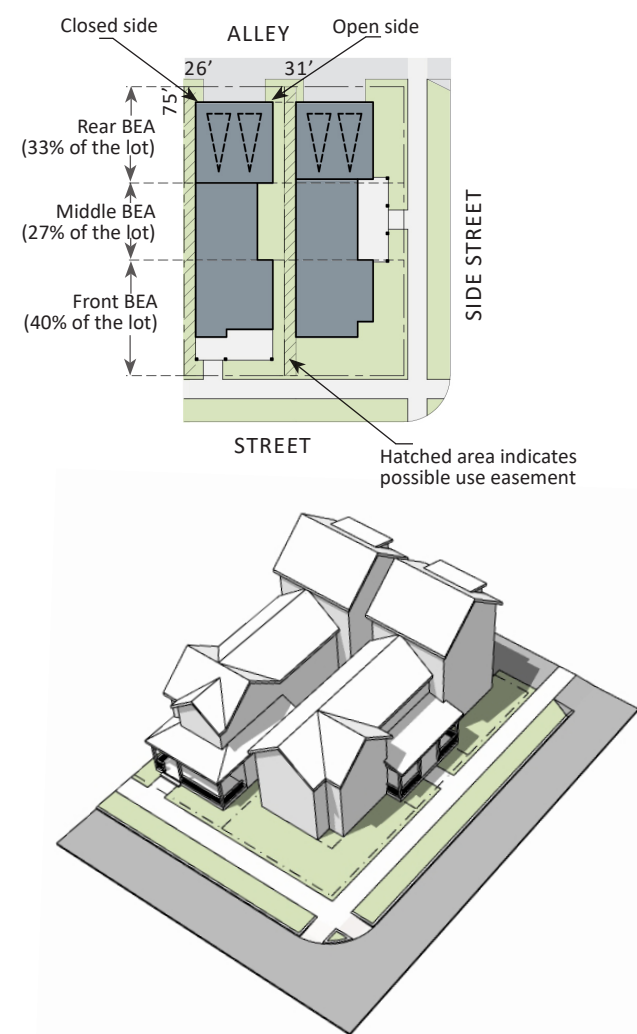 Closed side
ALLEY
Open side
26’
31’
75’
Rear BEA
(33% of the lot)
Middle BEA
(27% of the lot)
Front BEA
(40% of the lot)
SIDE STREET
STREET
Hatched area indicates
possible use easement